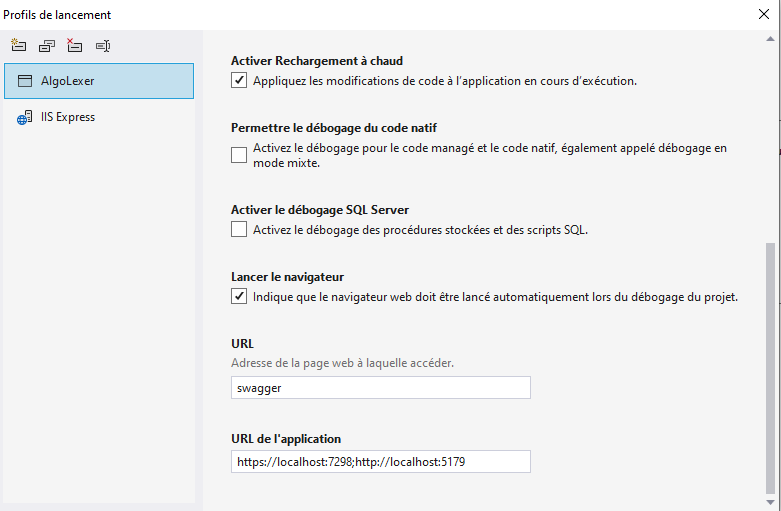 Profils de lancement
AlgoLexer
IIS Express
Activer Rechargement à chaud
Appliquez les modifications de code à l'application en cours d'exécution.
Permettre le débogage du code natif
Activez le débogage pour le code managé et le code natif, également appelé débogage en
mode mixte.
Activer le débogage SQL Server
Activez le débogage des procédures stockées et des scripts SQL.
Lancer le navigateur
Indique que le navigateur web doit être lancé automatiquement lors du débogage du projet.
URL
Adresse de la page web à laquelle accéder.
swagger
URL de l'application
https://localhost:7298;http://localhost:5179